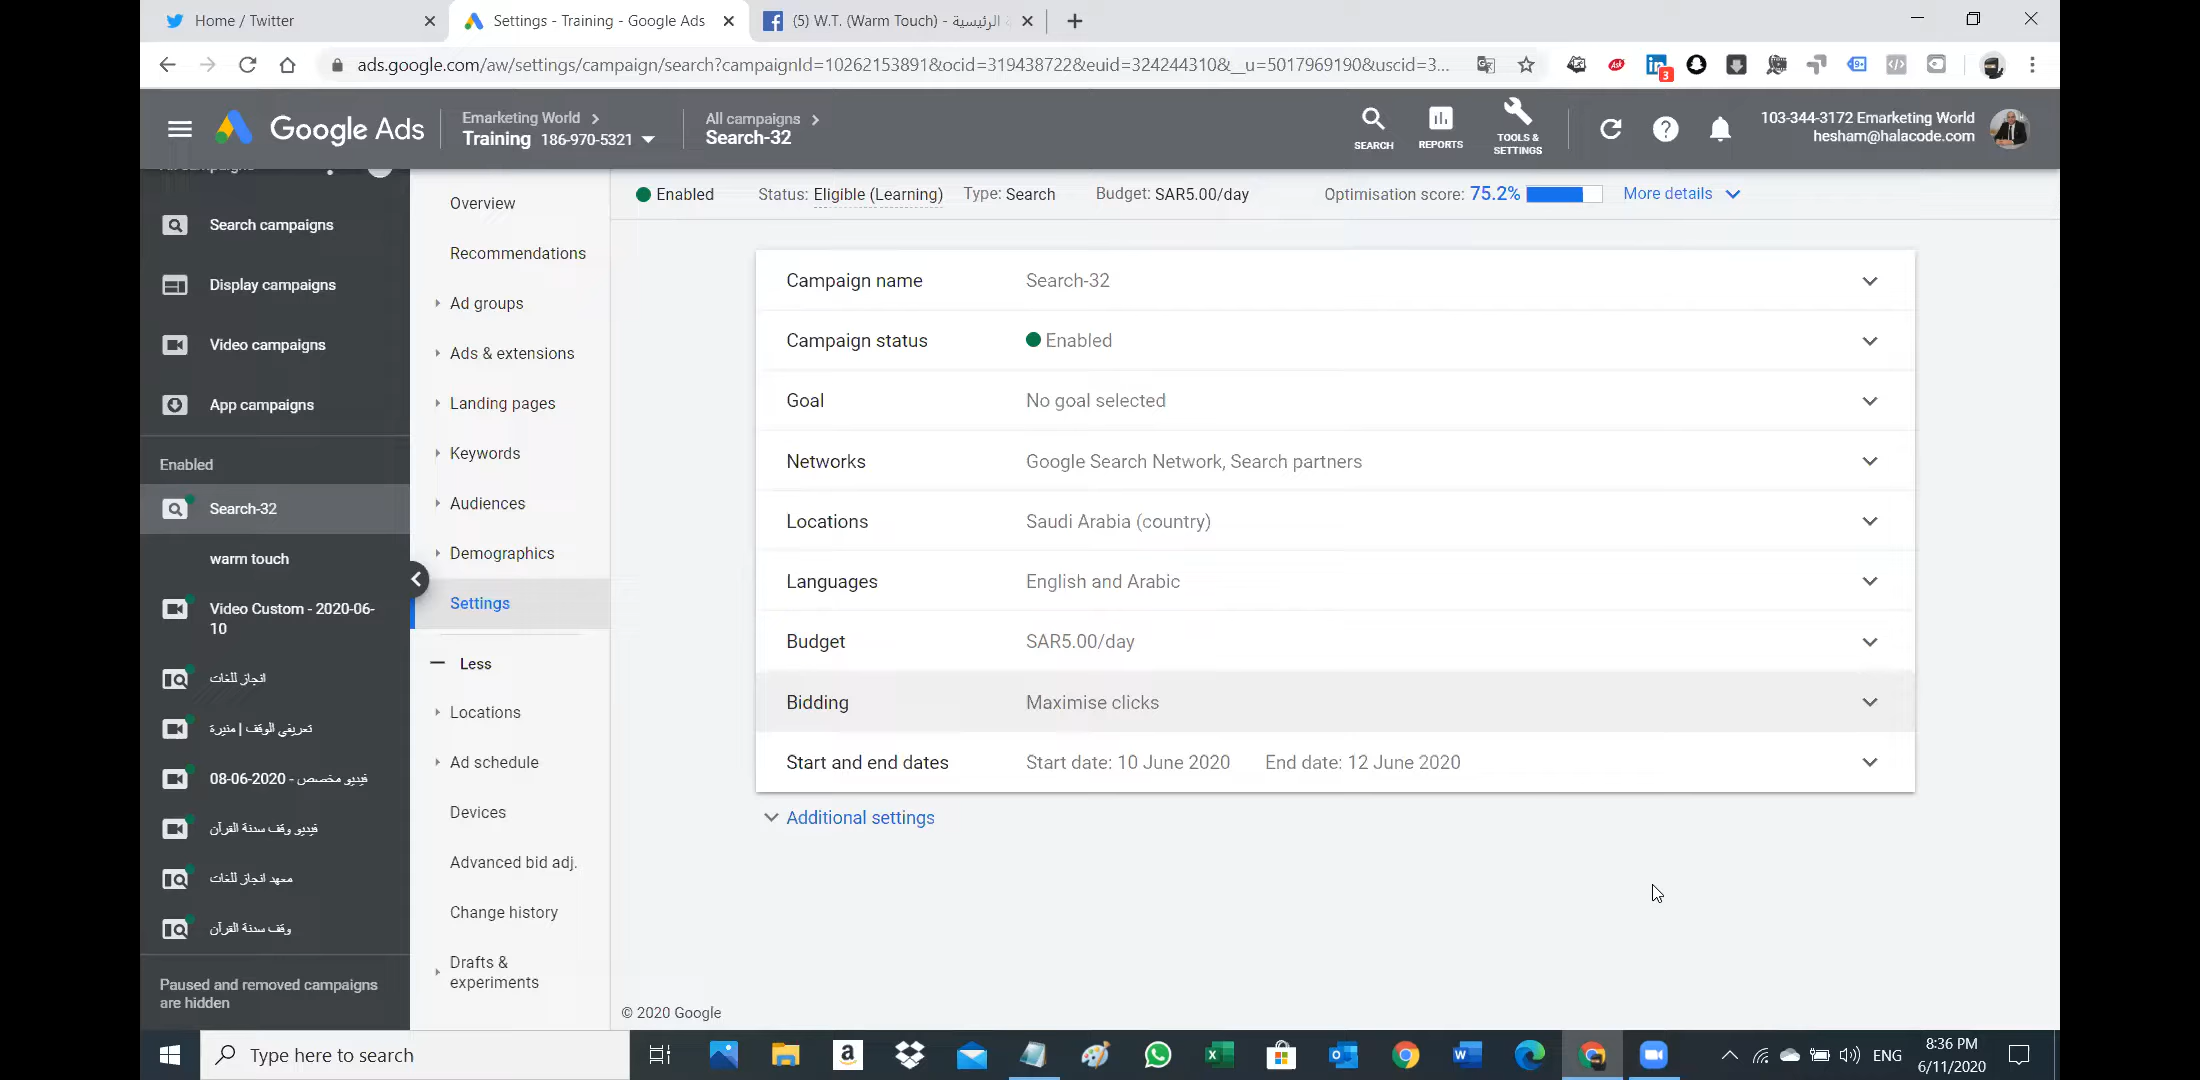 Home / Twitter
Settings - Training - Google Ads
(5) W.T. (Warm Touch) - الرئيسية
ads.google.com/aw/settings/campaign/search?campaignId=10262153891&ocid=319438722&euid=324244310&__u=5017969190&uscid=3...
3
Google Ads
Emarketing World
Training 186-970-5321
All campaigns
Search-32
SEARCH
REPORTS
TOOLS &
SETTINGS
103-344-3172 Emarketing World
hesham@halacode.com
Search campaigns
Display campaigns
Video campaigns
App campaigns
Enabled
Search-32
warm touch
Video Custom - 2020-06-
10
انجاز للغات
تعريفي الوقف | منيرة
فيديو مخصص - 2020-06-08
فيديو وقف سدنة القرآن
معهد انجاز للغات
وقف سدنة القرآن
Paused and removed campaigns
are hidden
Overview
Recommendations
Ad groups
Ads & extensions
Landing pages
Keywords
Audiences
Demographics
Settings
Less
Locations
Ad schedule
Devices
Advanced bid adj.
Change history
Drafts &
experiments
Enabled
Status: Eligible (Learning)
Type: Search
Budget: SAR5.00/day
Optimisation score: 75.2%
More details
Campaign name Search-32
Campaign status Enabled
Goal No goal selected
Networks Google Search Network, Search partners
Locations Saudi Arabia (country)
Languages English and Arabic
Budget SAR5.00/day
Bidding Maximise clicks
Start and end dates Start date: 10 June 2020 End date: 12 June 2020
Additional settings
© 2020 Google
Type here to search
ENG
8:36 PM
6/11/2020